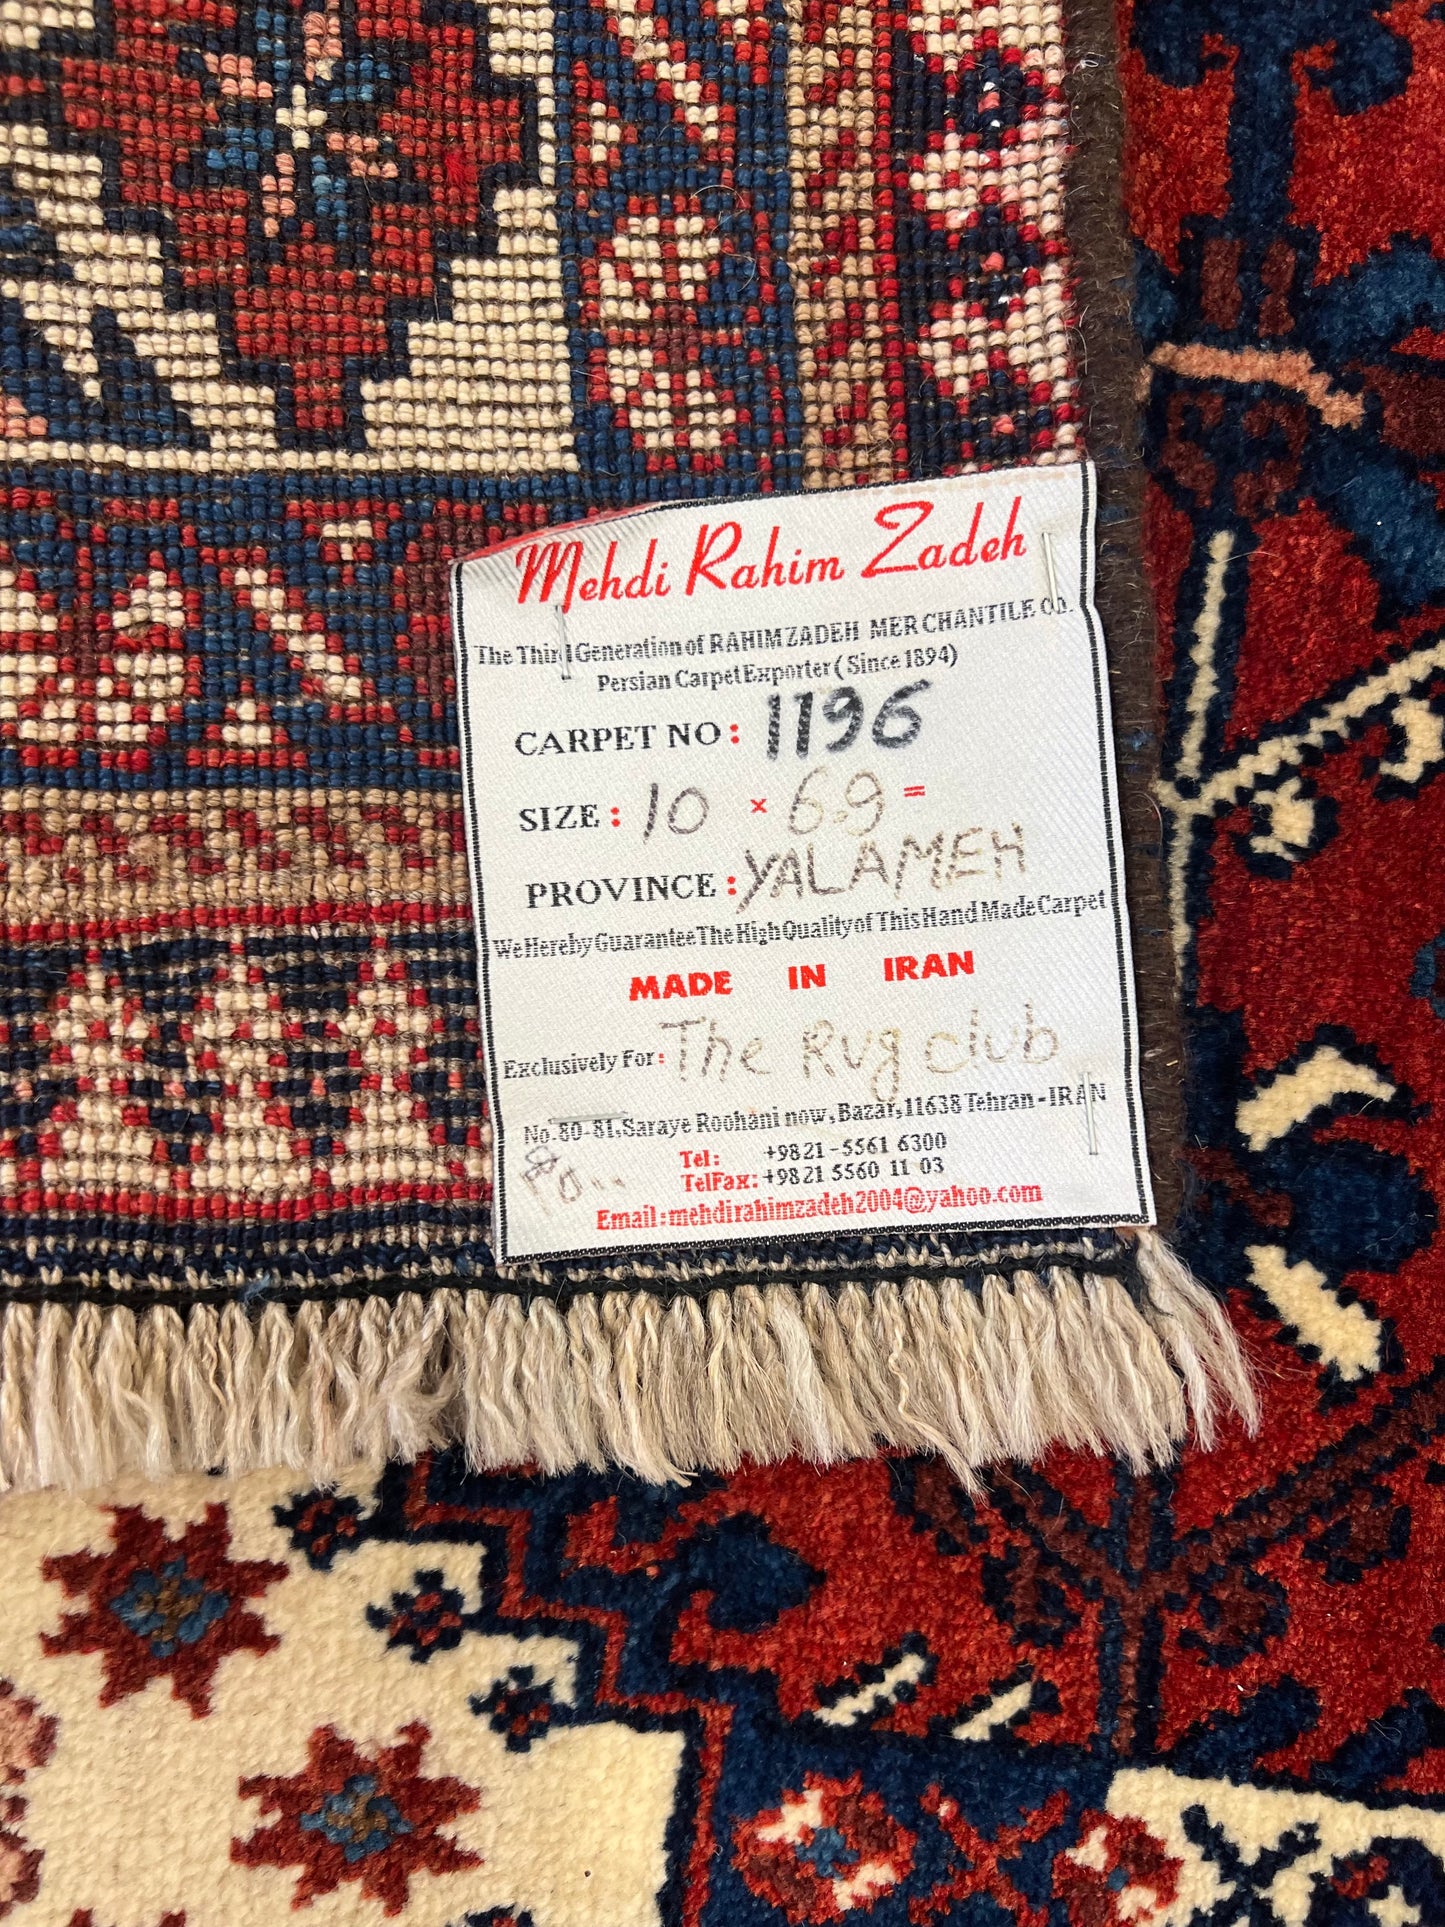 Mehdi Rahim Zadeh
The Third Generation of RAHIMZADEH MERCHANTILE Co.
Persian Carpet Exporter ( Since 1894)
CARPET NO : 1196
SIZE : 10 × 6.9 =
PROVINCE : YALAMEH
We Hereby Guarantee The High Quality of This Hand Made Carpet
MADE IN IRAN
Exclusively For: The Rug club
No. 80-81, Saraye Roohani now, Bazar, 11638 Tehran - IRAN
Tel: +9821-5561 6300
TelFax: +9821 5560 11 03
Email: mehdirahimzadeh2004@yahoo.com